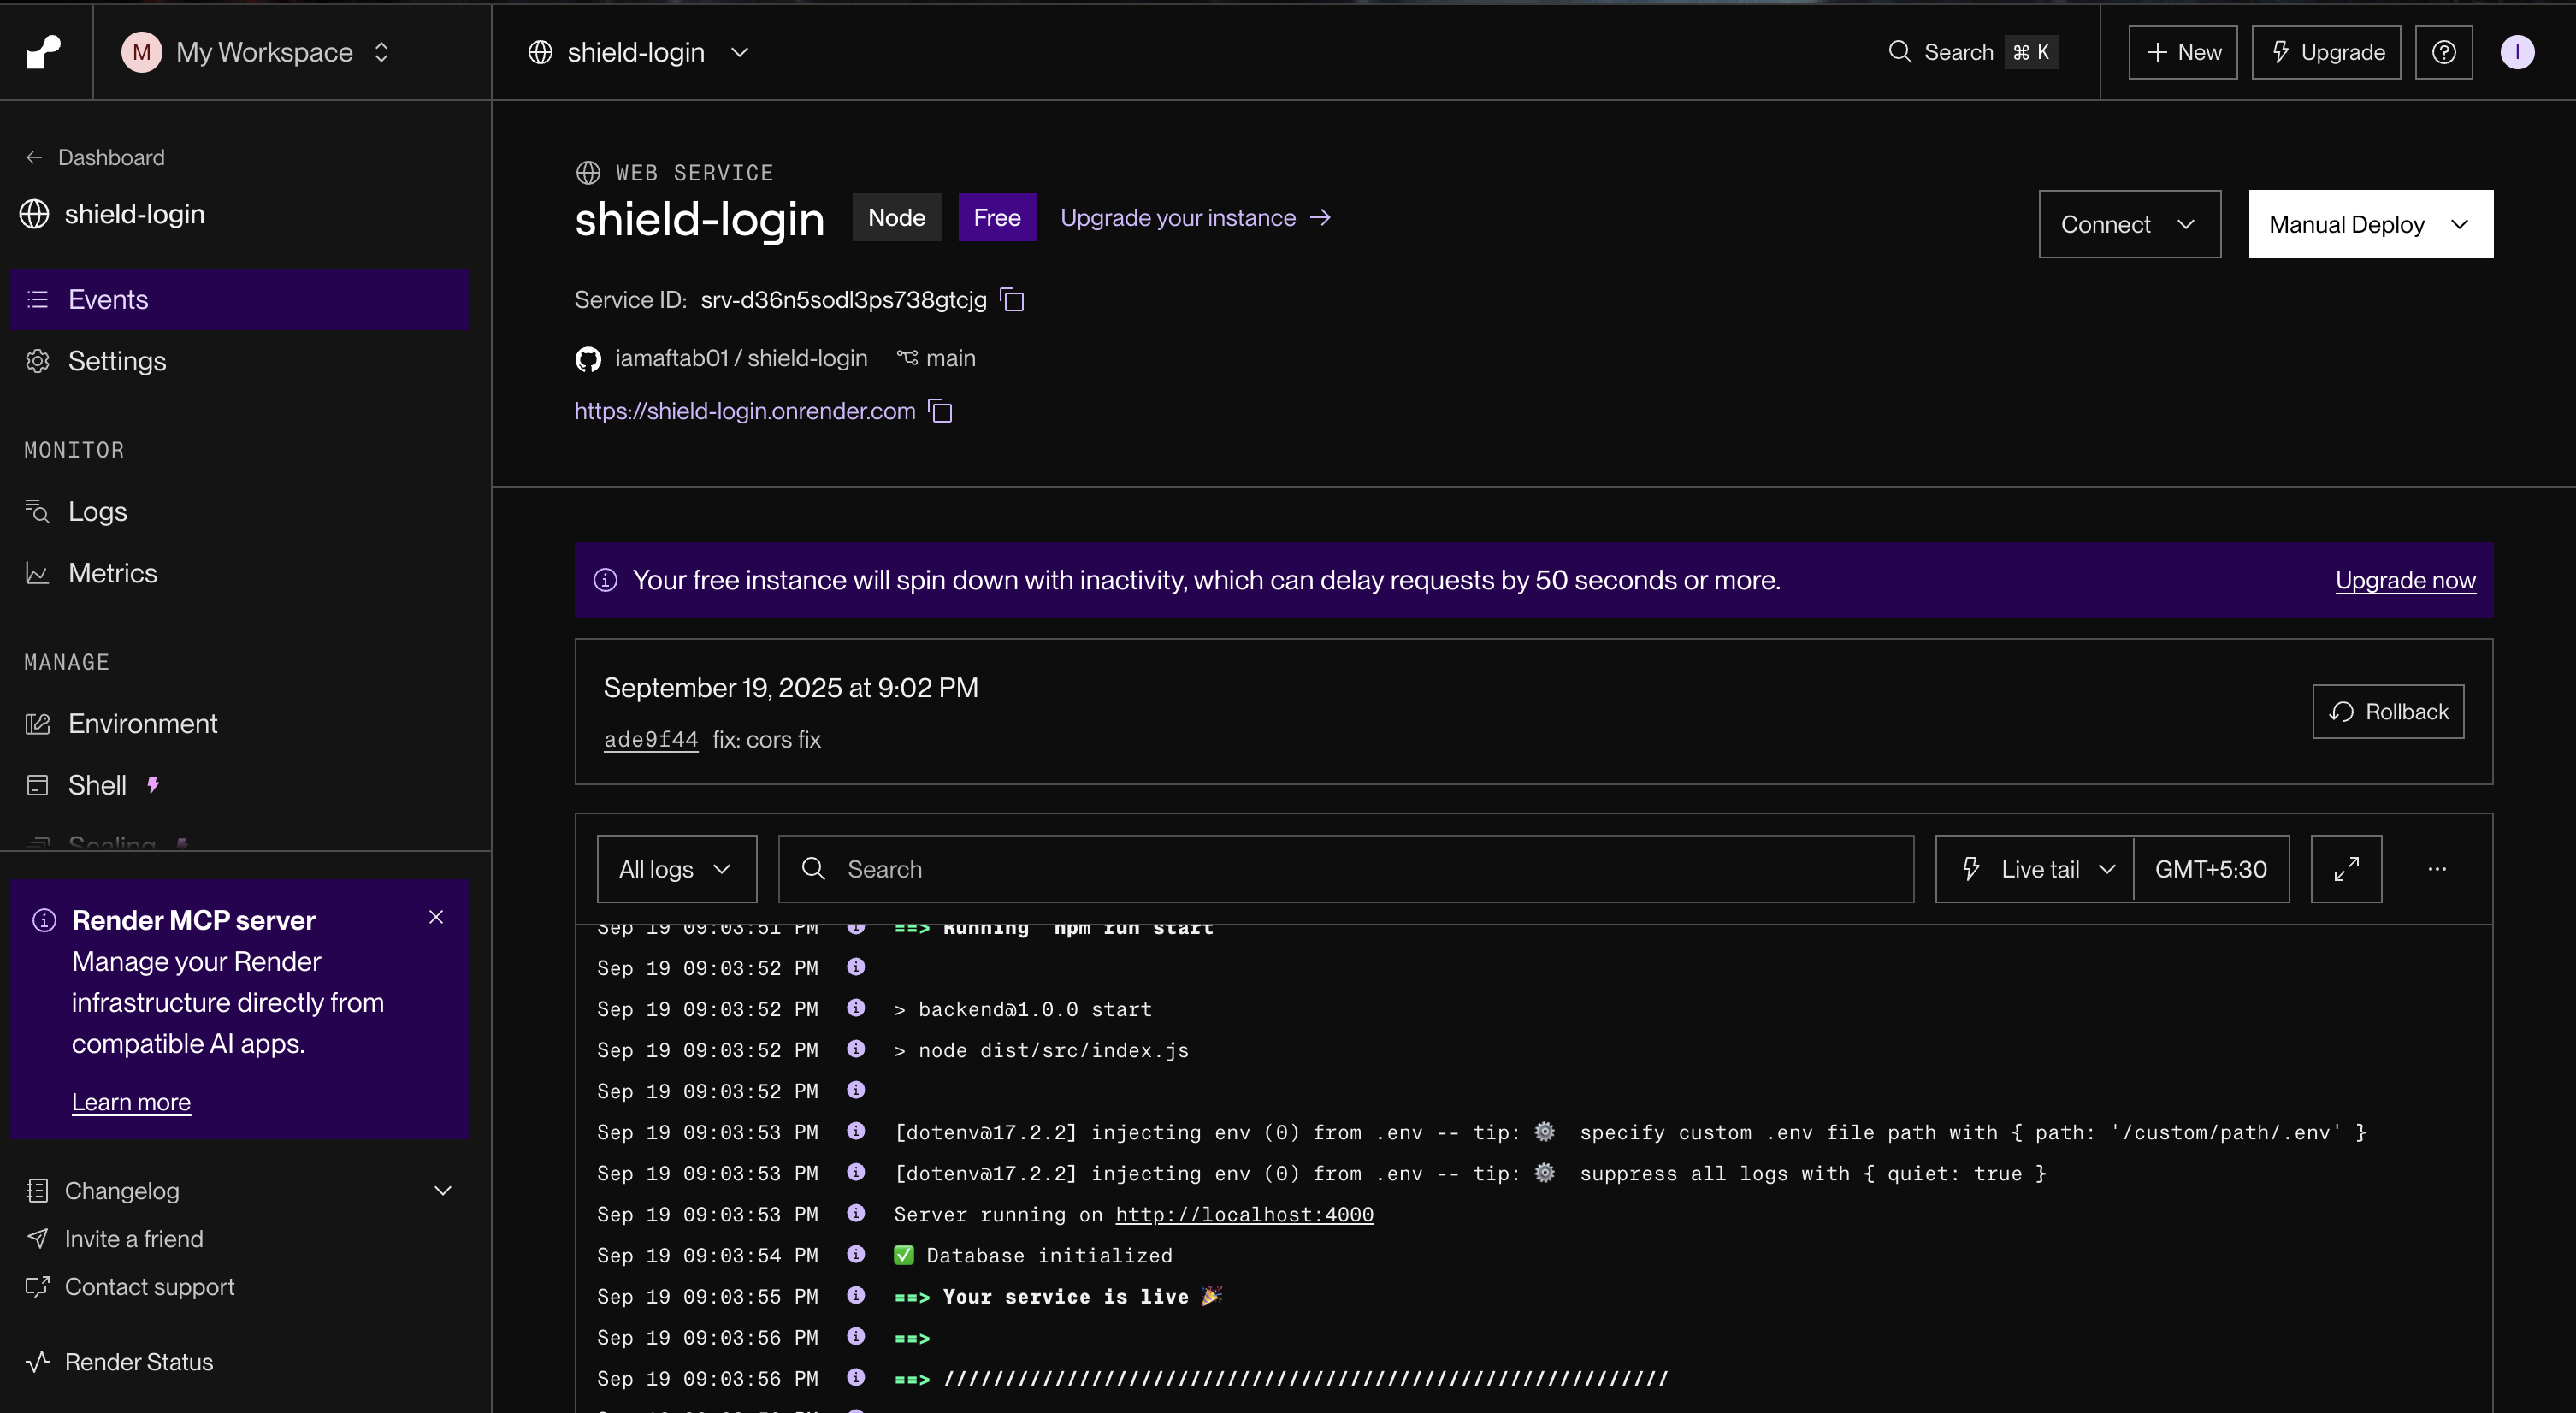 M My Workspace
shield-login
Search ⌘ K
+ New
Upgrade
I
← Dashboard
shield-login
Events
Settings
MONITOR
Logs
Metrics
MANAGE
Environment
Shell
Scaling
Render MCP server
Manage your Render
infrastructure directly from
compatible AI apps.
Learn more
Changelog
Invite a friend
Contact support
Render Status
WEB SERVICE
shield-login Node Free Upgrade your instance →
Connect
Manual Deploy
Service ID: srv-d36n5sodl3ps738gtcjg
iamaftab01 / shield-login main
https://shield-login.onrender.com
Your free instance will spin down with inactivity, which can delay requests by 50 seconds or more.
Upgrade now
September 19, 2025 at 9:02 PM
ade9f44 fix: cors fix
Rollback
All logs
Search
Live tail
GMT+5:30
...
Sep 19 09:03:51 PM ==> Running 'npm run start'
Sep 19 09:03:52 PM
Sep 19 09:03:52 PM > backend@1.0.0 start
Sep 19 09:03:52 PM > node dist/src/index.js
Sep 19 09:03:52 PM
Sep 19 09:03:53 PM [dotenv@17.2.2] injecting env (0) from .env -- tip: ⚙️ specify custom .env file path with { path: '/custom/path/.env' }
Sep 19 09:03:53 PM [dotenv@17.2.2] injecting env (0) from .env -- tip: ⚙️ suppress all logs with { quiet: true }
Sep 19 09:03:53 PM Server running on http://localhost:4000
Sep 19 09:03:54 PM ✅ Database initialized
Sep 19 09:03:55 PM ==> Your service is live 🎉
Sep 19 09:03:56 PM ==>
Sep 19 09:03:56 PM ==> ///////////////////////////////////////////////////////////